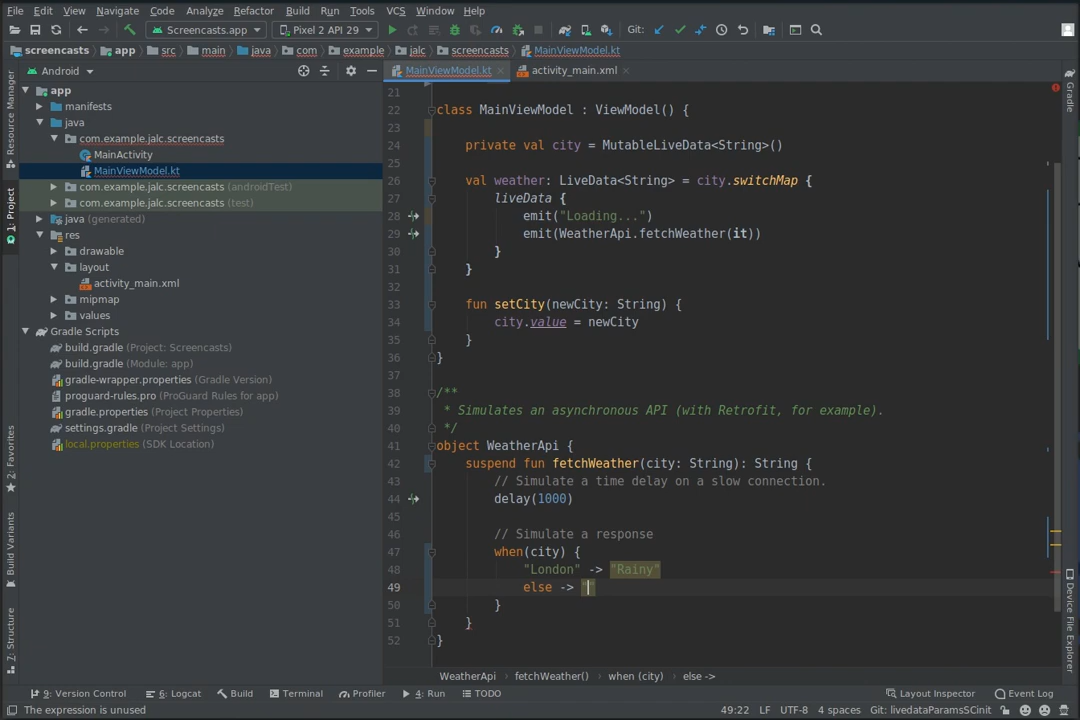 File Edit View Navigate Code Analyze Refactor Build Run Tools VCS Window Help
Screencasts.app Pixel 2 API 29 Git:
screencasts app src main java com example jalc screencasts MainViewModel.kt
Android
MainViewModel.kt activity_main.xml
app
manifests
java
com.example.jalc.screencasts
MainActivity
MainViewModel.kt
com.example.jalc.screencasts (androidTest)
com.example.jalc.screencasts (test)
java (generated)
res
drawable
layout
activity_main.xml
mipmap
values
Gradle Scripts
build.gradle (Project: Screencasts)
build.gradle (Module: app)
gradle-wrapper.properties (Gradle Version)
proguard-rules.pro (ProGuard Rules for app)
gradle.properties (Project Properties)
settings.gradle (Project Settings)
local.properties (SDK Location)
Resource Manager
1: Project
2: Favorites
Build Variants
7: Structure
21
22 class MainViewModel : ViewModel() {
23
24 private val city = MutableLiveData<String>()
25
26 val weather: LiveData<String> = city.switchMap {
27 liveData {
28 emit("Loading...")
29 emit(WeatherApi.fetchWeather(it))
30 }
31 }
32
33 fun setCity(newCity: String) {
34 city.value = newCity
35 }
36 }
37
38 /**
39 * Simulates an asynchronous API (with Retrofit, for example).
40 */
41 object WeatherApi {
42 suspend fun fetchWeather(city: String): String {
43 // Simulate a time delay on a slow connection.
44 delay(1000)
45
46 // Simulate a response
47 when(city) {
48 "London" -> "Rainy"
49 else -> ""
50 }
51 }
52 }
Gradle
Device File Explorer
WeatherApi fetchWeather() when (city) else ->
9: Version Control 6: Logcat Build Terminal Profiler 4: Run TODO Layout Inspector Event Log
The expression is unused 49:22 LF UTF-8 4 spaces Git: livedataParamsSCinit